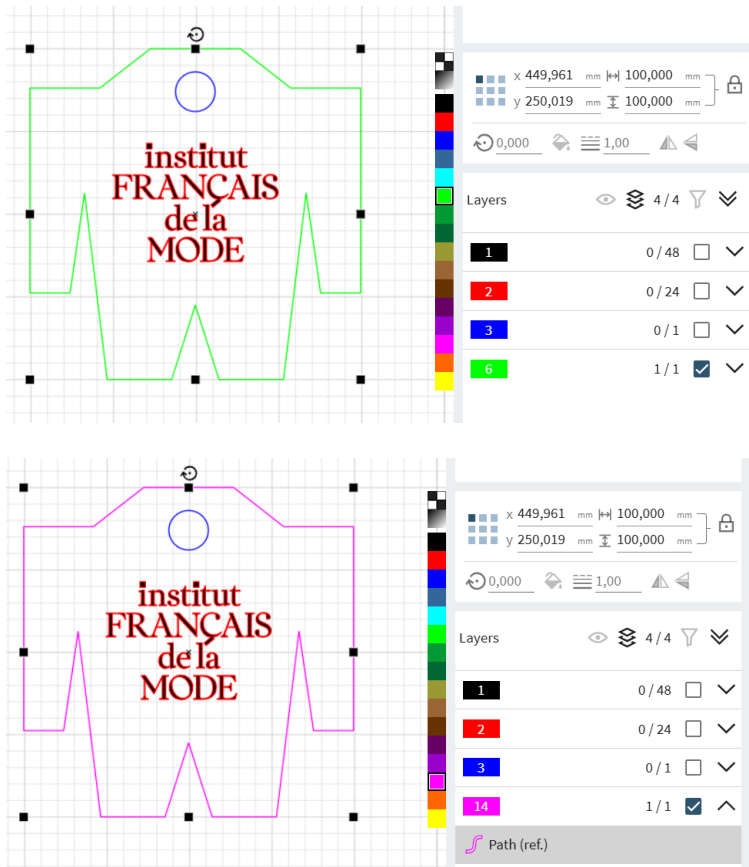 x 449,961 mm 100,000 mm
y 250,019 mm 100,000 mm
0,000 1,00
institut
FRANÇAIS
de la
MODE
Layers 4 / 4
1 0 / 48
2 0 / 24
3 0 / 1
6 1 / 1
x 449,961 mm 100,000 mm
y 250,019 mm 100,000 mm
0,000 1,00
institut
FRANÇAIS
de la
MODE
Layers 4 / 4
1 0 / 48
2 0 / 24
3 0 / 1
14 1 / 1
Path (ref.)